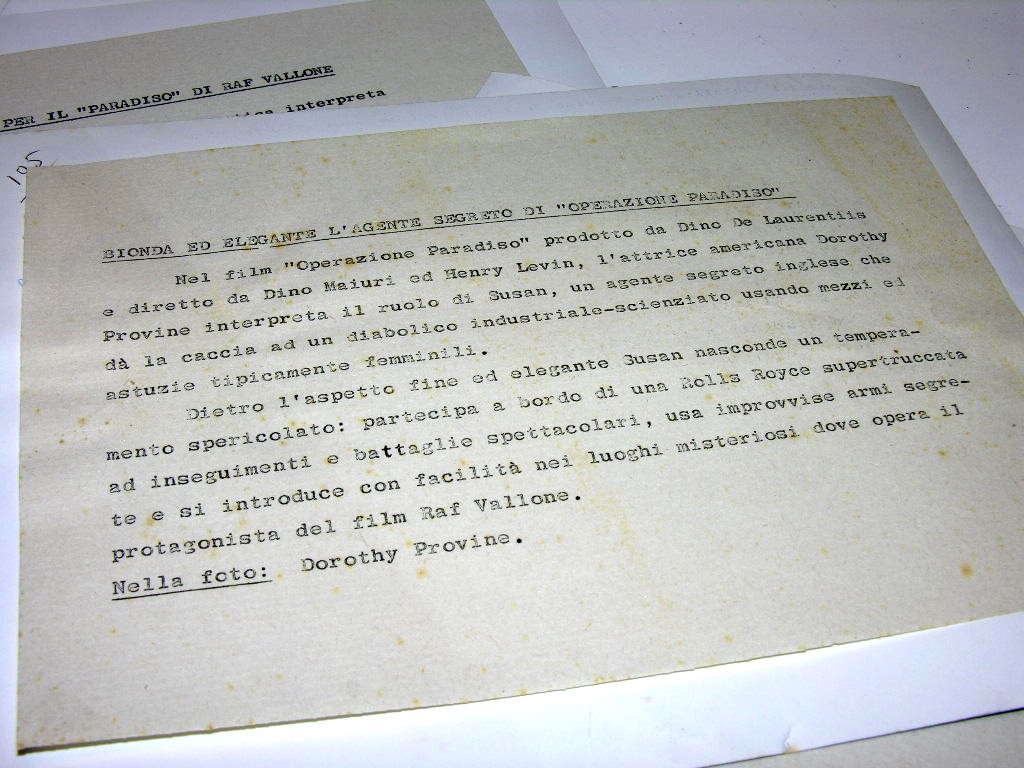 PER IL "PARADISO" DI RAF VALLONE
interpreta
105
BIONDA ED ELEGANTE L'AGENTE SEGRETO DI "OPERAZIONE PARADISO"
Nel film "Operazione Paradiso" prodotto da Dino De Laurentiis
e diretto da Dino Maiuri ed Henry Levin, l'attrice americana Dorothy
Provine interpreta il ruolo di Susan, un agente segreto inglese che
dà la caccia ad un diabolico industriale-scienziato usando mezzi ed
astuzie tipicamente femminili.
Dietro l'aspetto fine ed elegante Susan nasconde un tempera-
mento spericolato: partecipa a bordo di una Rolls Royce supertruccata
ad inseguimenti e battaglie spettacolari, usa improvvise armi segre-
te e si introduce con facilità nei luoghi misteriosi dove opera il
protagonista del film Raf Vallone.
Nella foto: Dorothy Provine.